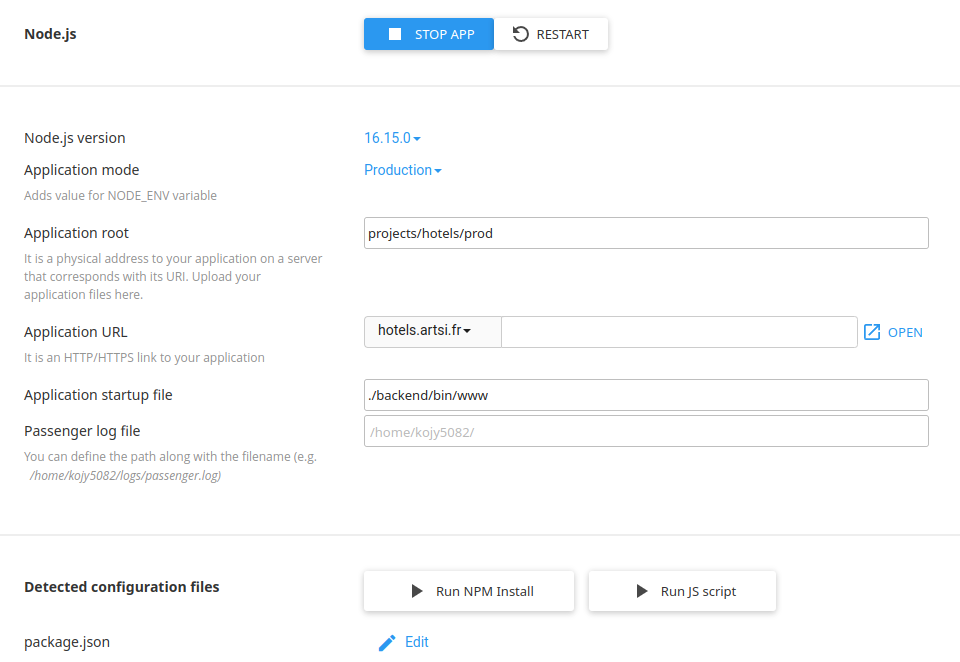 Node.js
STOP APP
RESTART
Node.js version
16.15.0
Application mode
Production
Adds value for NODE_ENV variable
Application root
projects/hotels/prod
It is a physical address to your application on a server
that corresponds with its URI. Upload your
application files here.
Application URL
hotels.artsi.fr
OPEN
It is an HTTP/HTTPS link to your application
Application startup file
./backend/bin/www
Passenger log file
/home/kojy5082/
You can define the path along with the filename (e.g.
/home/kojy5082/logs/passenger.log)
Detected configuration files
Run NPM Install
Run JS script
package.json
Edit